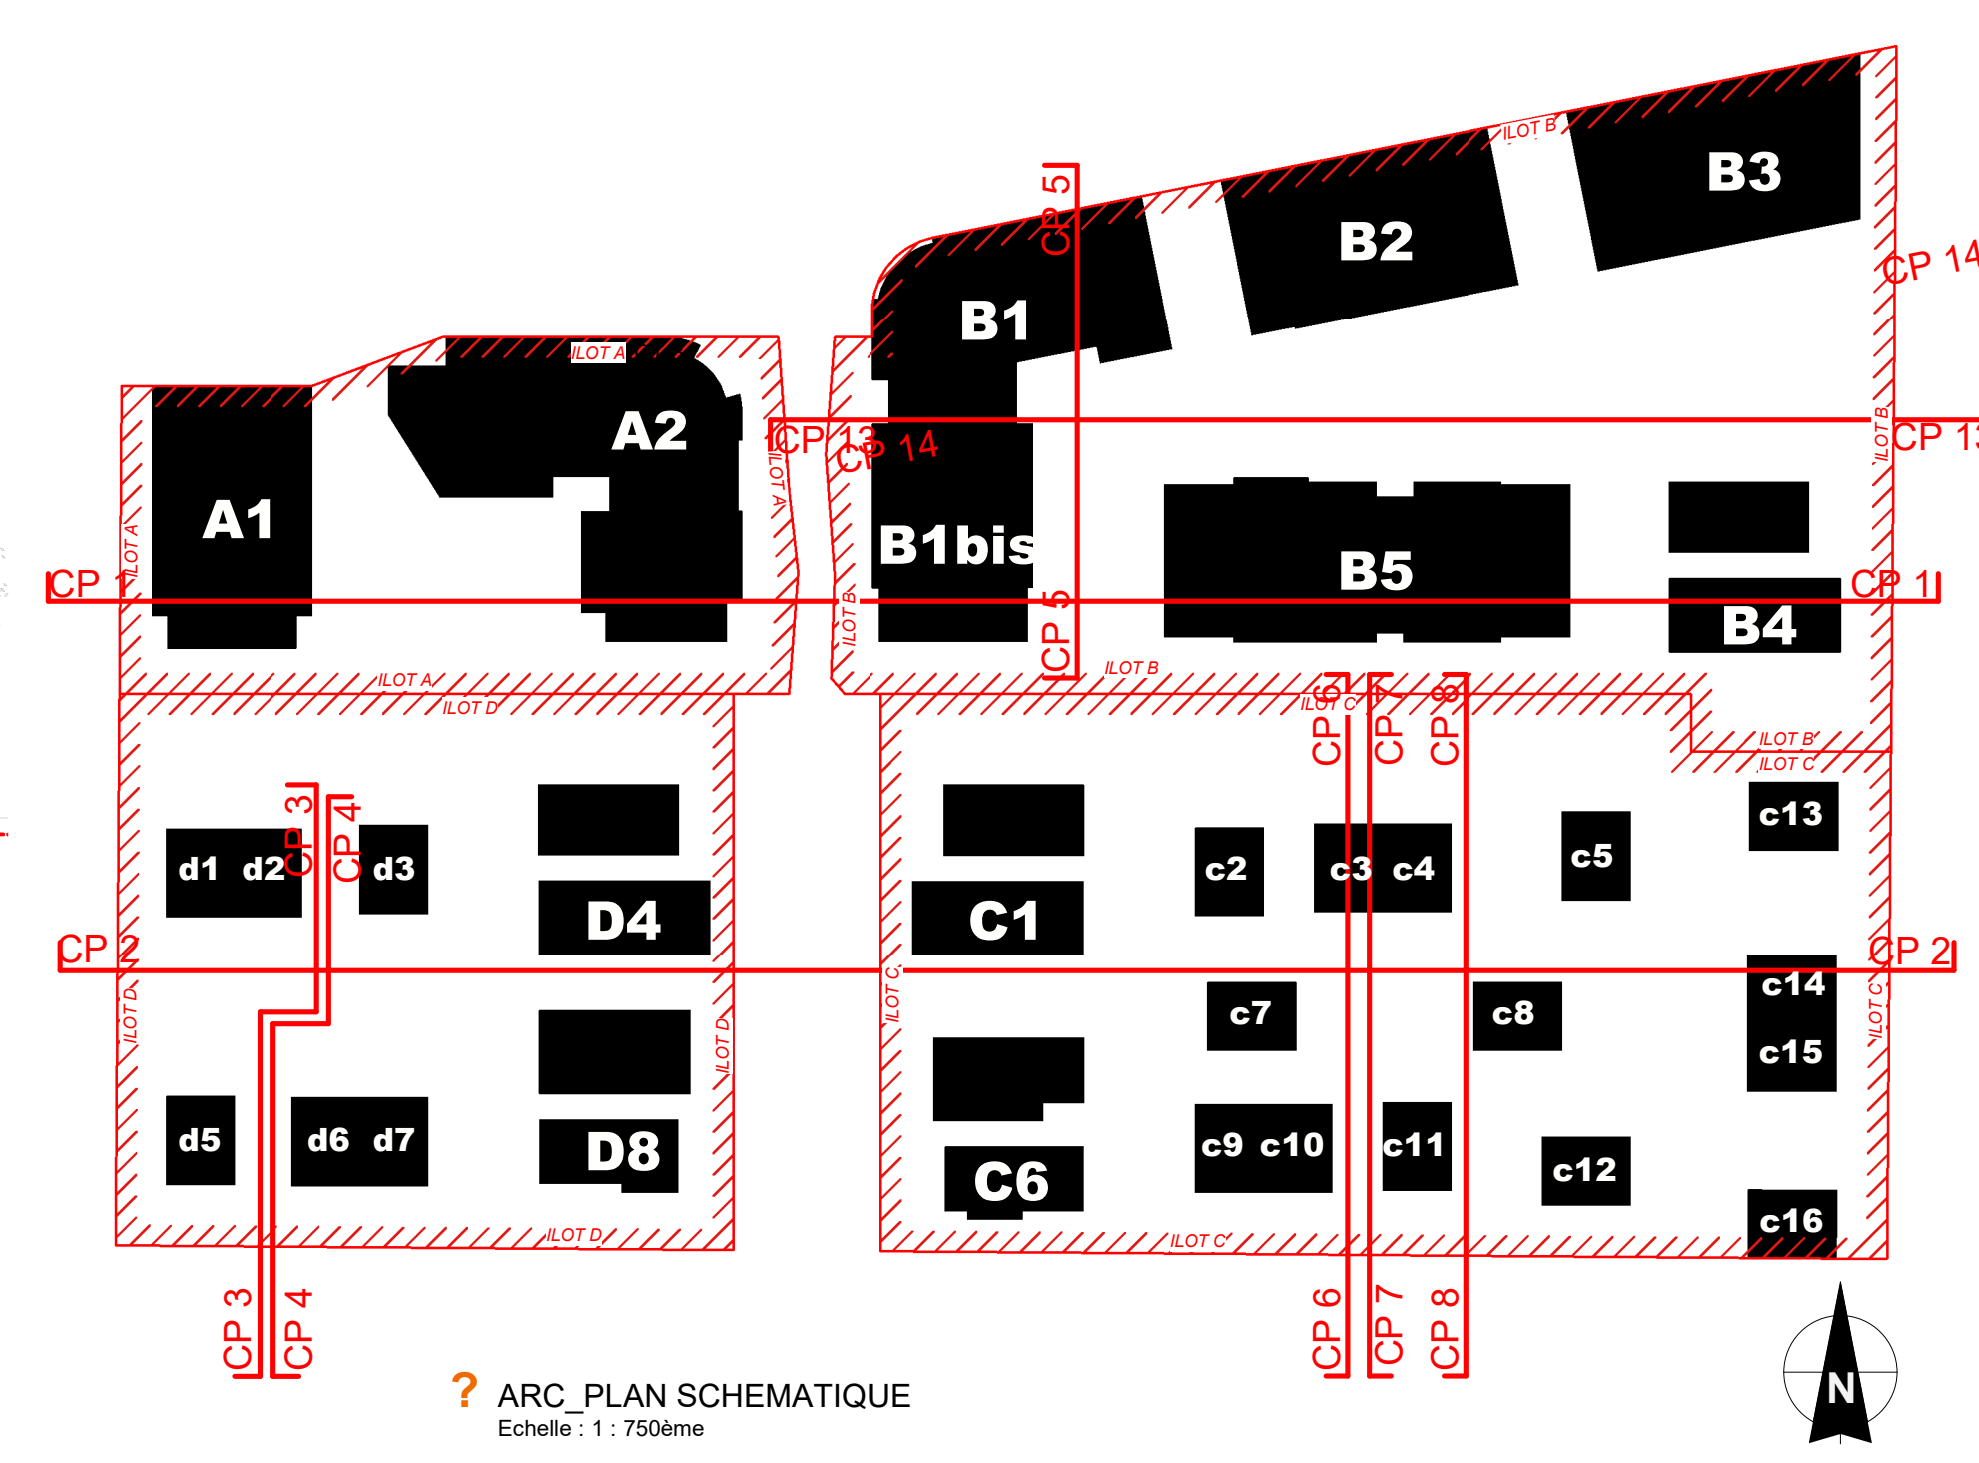 ILOT B
B3
CP 5
B2
CP 14
B1
ILOT A
A2
CP 13
CP 14
ILOT B
CP 13
ILOT A
A1
ILOT A
B1bis
B5
CP 1
CP 1
ILOT B
CP 5
B4
ILOT A
ILOT B
ILOT D
ILOT C
CP 6
CP 7
CP 8
ILOT B
ILOT C
CP 3
CP 4
c13
d1 d2
d3
c2
c3 c4
c5
D4
C1
CP 2
CP 2
ILOT D
ILOT D
ILOT C
c7
c8
c14
ILOT C
c15
d5
d6 d7
D8
C6
c9 c10
c11
c12
c16
ILOT D
ILOT C
CP 3
CP 4
CP 6
CP 7
CP 8
? ARC_PLAN SCHEMATIQUE
Echelle : 1 : 750ème
N